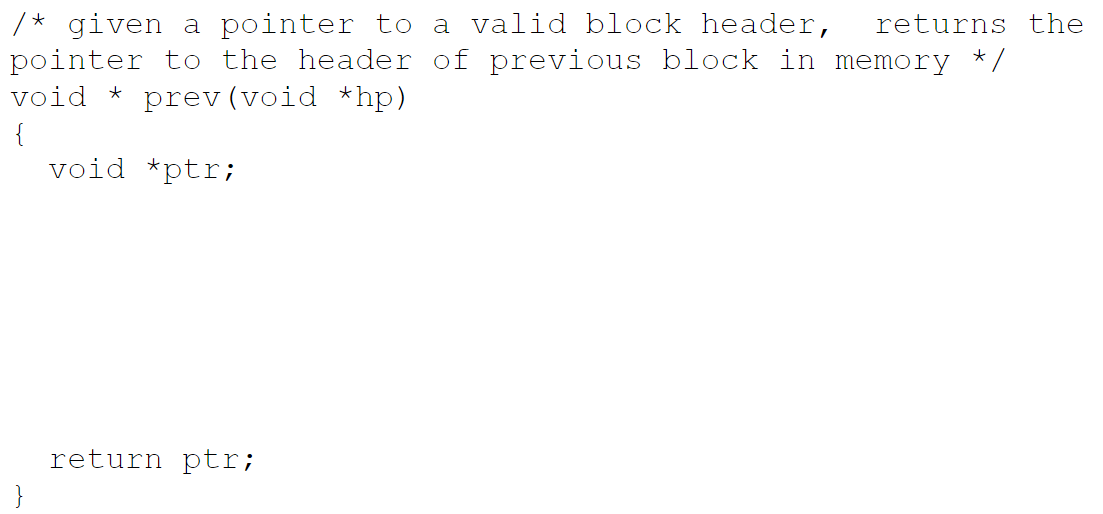 /* given a pointer to a valid block header,  returns the
pointer to the header of previous block in memory */
void * prev(void *hp)
{
  void *ptr;
  return ptr;
}